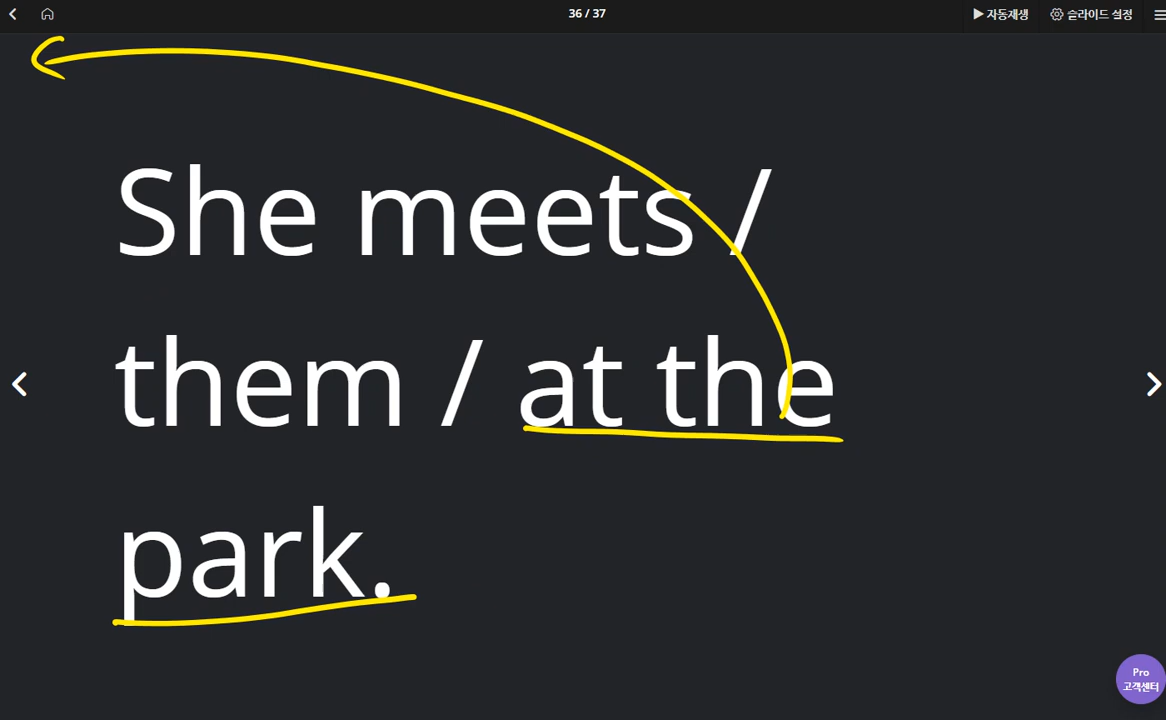 36 / 37
▶ 자동재생
슬라이드 설정
She meets /
them / at the
park.
Pro
고객센터